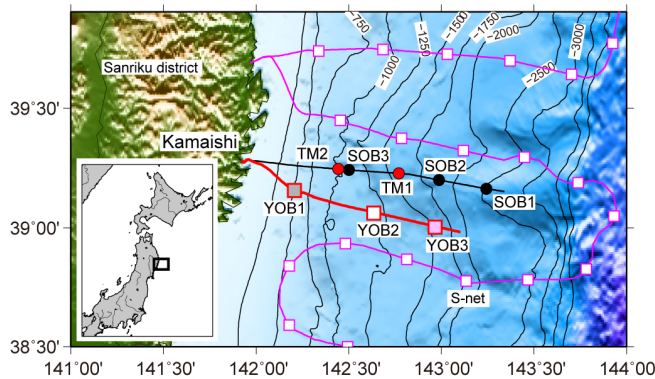 Sanriku district
−750
−1000
−1250
−1500
−1750
−2000
−2500
−3000
39˚30'
Kamaishi
TM2
SOB3
SOB2
TM1
SOB1
39˚00'
YOB1
YOB2
YOB3
S-net
38˚30'
141˚00' 141˚30' 142˚00' 142˚30' 143˚00' 143˚30' 144˚00'